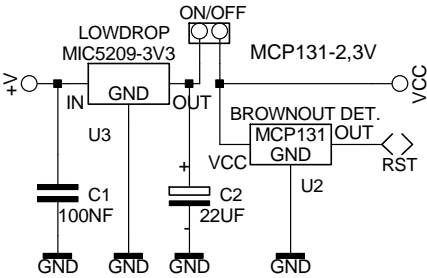 ON/OFF
LOWDROP
MIC5209-3V3
MCP131-2,3V
+V
IN
GND
OUT
VCC
U3
BROWNOUT DET.
MCP131
OUT
VCC
GND
RST
U2
+
C1
100NF
C2
22UF
-
GND
GND
GND
GND